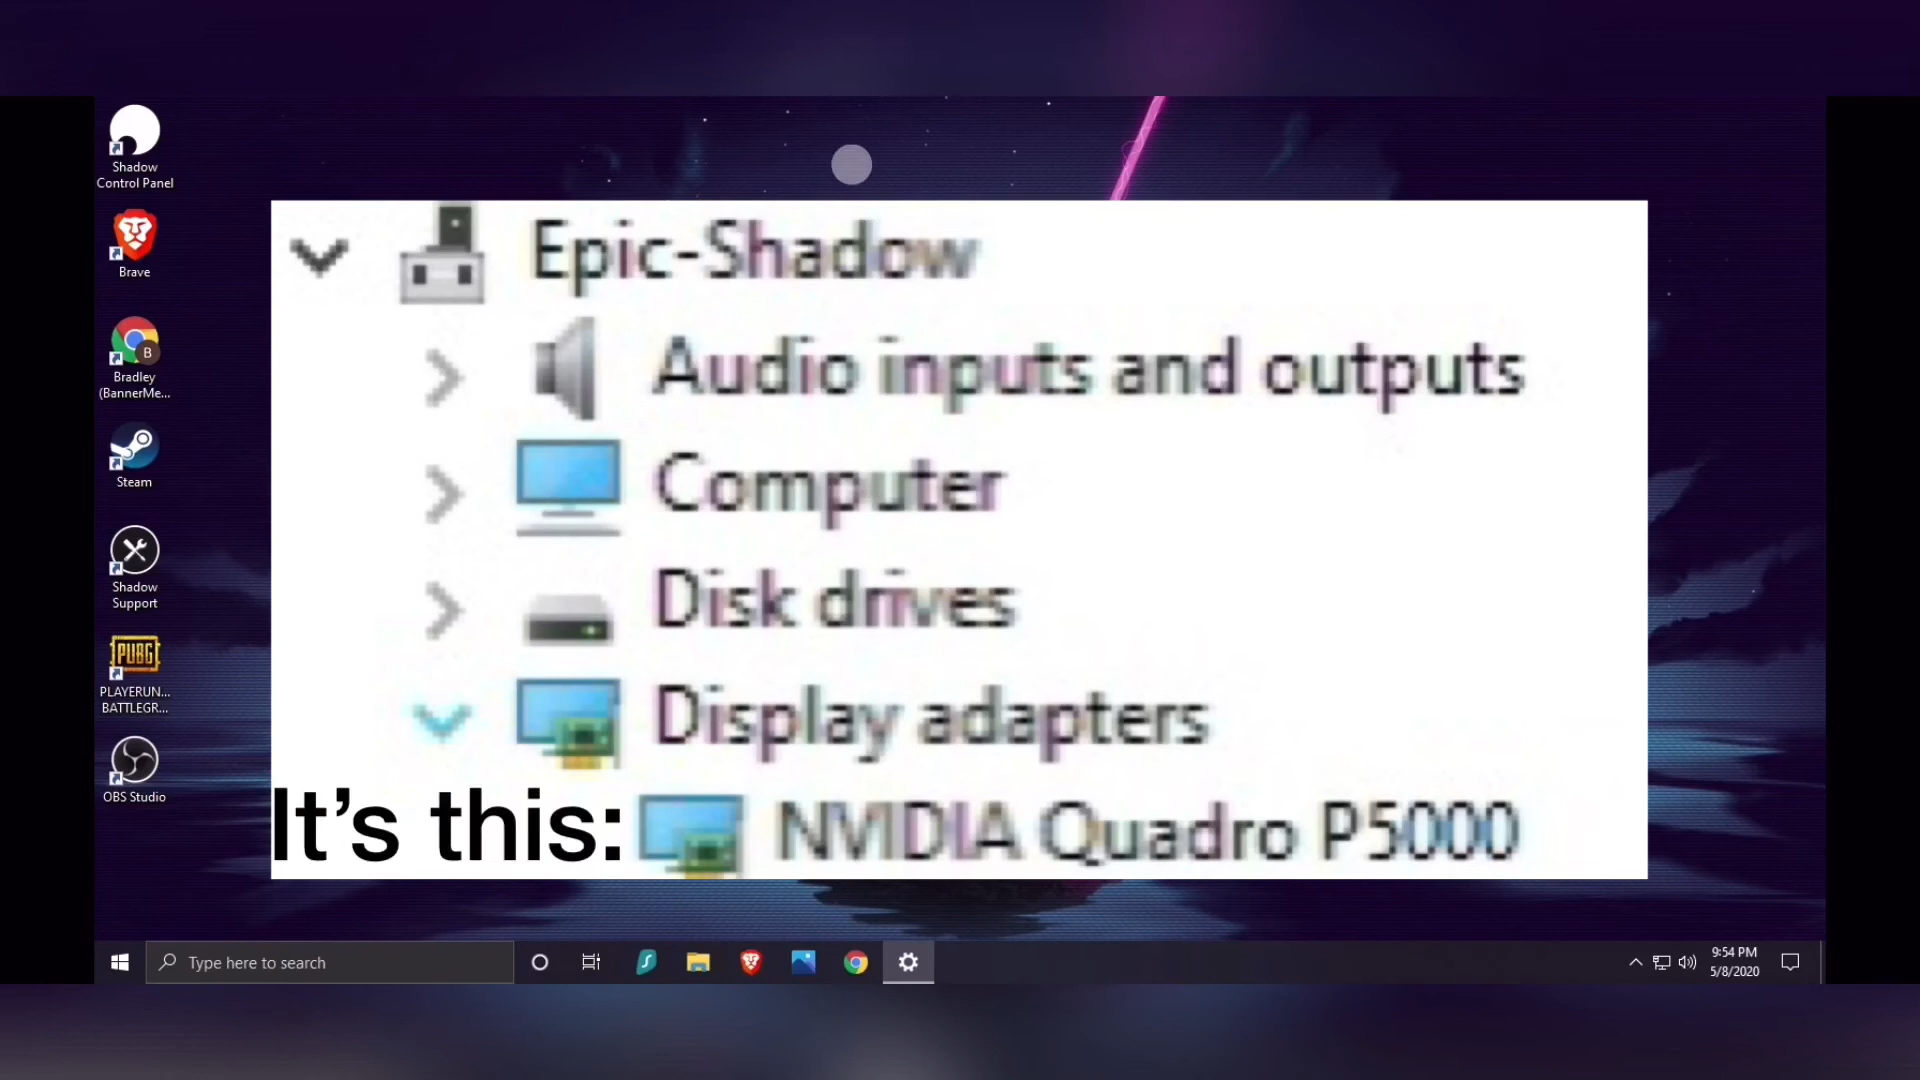 Shadow
Control Panel
Brave
B
Bradley
(BannerMe...
Steam
Shadow
Support
PUBG
PLAYERUN...
BATTLEGR...
OBS Studio
Epic-Shadow
Audio inputs and outputs
Computer
Disk drives
Display adapters
It's this: NVIDIA Quadro P5000
Type here to search
9:54 PM
5/8/2020